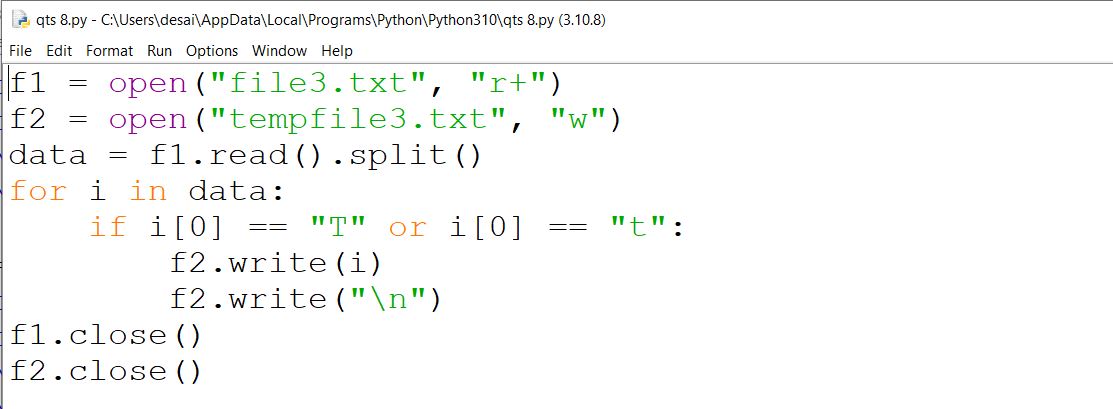 qts 8.py - C:\Users\desai\AppData\Local\Programs\Python\Python310\qts 8.py (3.10.8)
File Edit Format Run Options Window Help
f1 = open("file3.txt", "r+")
f2 = open("tempfile3.txt", "w")
data = f1.read().split()
for i in data:
    if i[0] == "T" or i[0] == "t":
        f2.write(i)
        f2.write("\n")
f1.close()
f2.close()